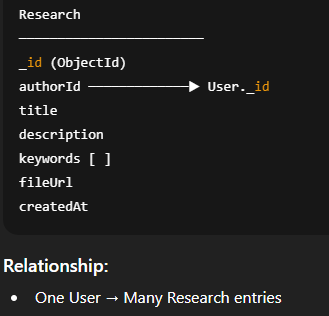 Research
───────────────────────
_id (ObjectId)
authorId ─────────────▶ User._id
title
description
keywords [ ]
fileUrl
createdAt
Relationship:
• One User → Many Research entries